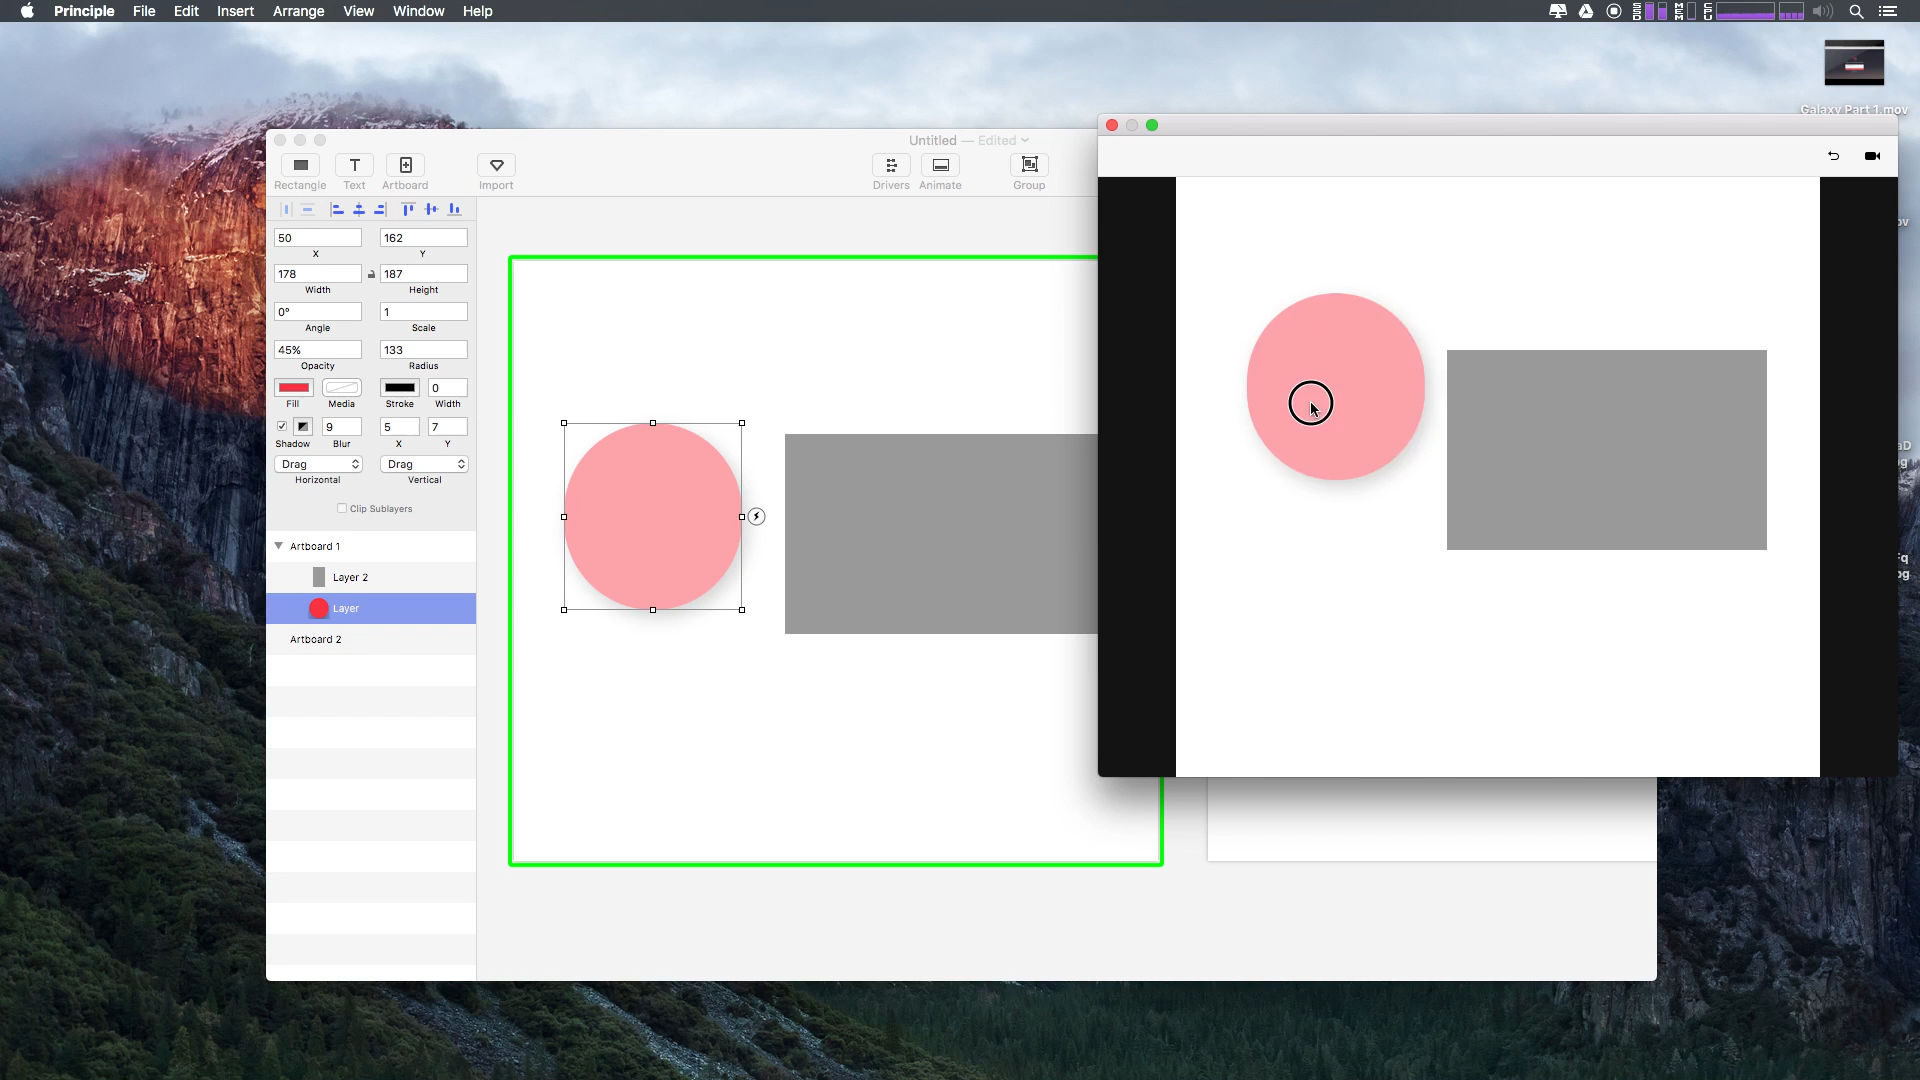 Principle File Edit Insert Arrange View Window Help
SSD MEM CPU
Galaxy Part 1.mov
Untitled — Edited
Rectangle Text Artboard Import Drivers Animate Group
50 162
X Y
178 187
Width Height
0° 1
Angle Scale
45% 133
Opacity Radius
0
Fill Media Stroke Width
9 5 7
Shadow Blur X Y
Drag Drag
Horizontal Vertical
Clip Sublayers
Artboard 1
Layer 2
Layer
Artboard 2